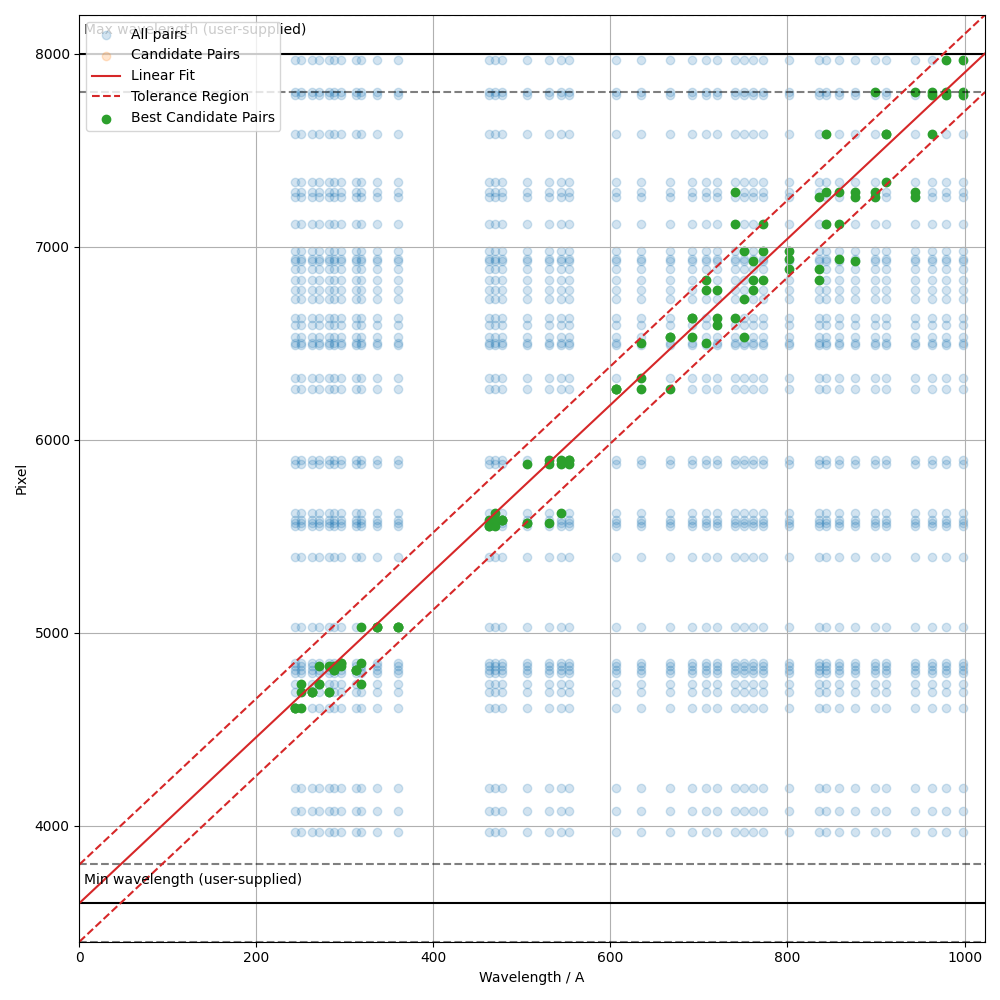 Max wavelength (user-supplied)
All pairs
Candidate Pairs
Linear Fit
Tolerance Region
Best Candidate Pairs
8000
7000
6000
5000
4000
Pixel
Min wavelength (user-supplied)
0 200 400 600 800 1000
Wavelength / A